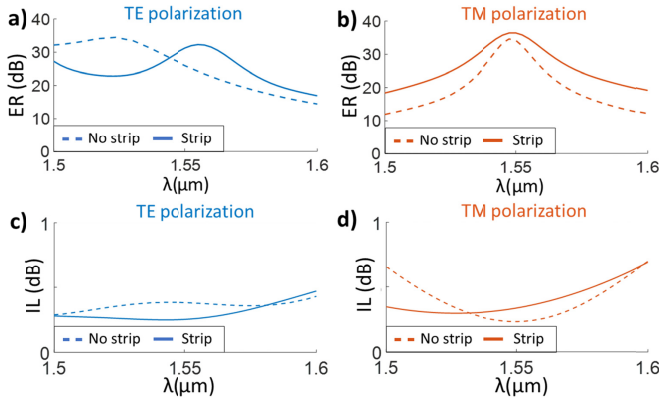 a)
TE polarization
40
30
20
10
0
ER (dB)
No strip
Strip
1.5
1.55
1.6
λ(μm)
b)
TM polarization
40
30
20
10
0
ER (dB)
No strip
Strip
1.5
1.55
1.6
λ(μm)
c)
TE pclarization
1
0
IL (dB)
No strip
Strip
1.5
1.55
1.6
λ(μm)
d)
TM polarization
1
0
IL (dB)
No strip
Strip
1.5
1.55
1.6
λ(μm)